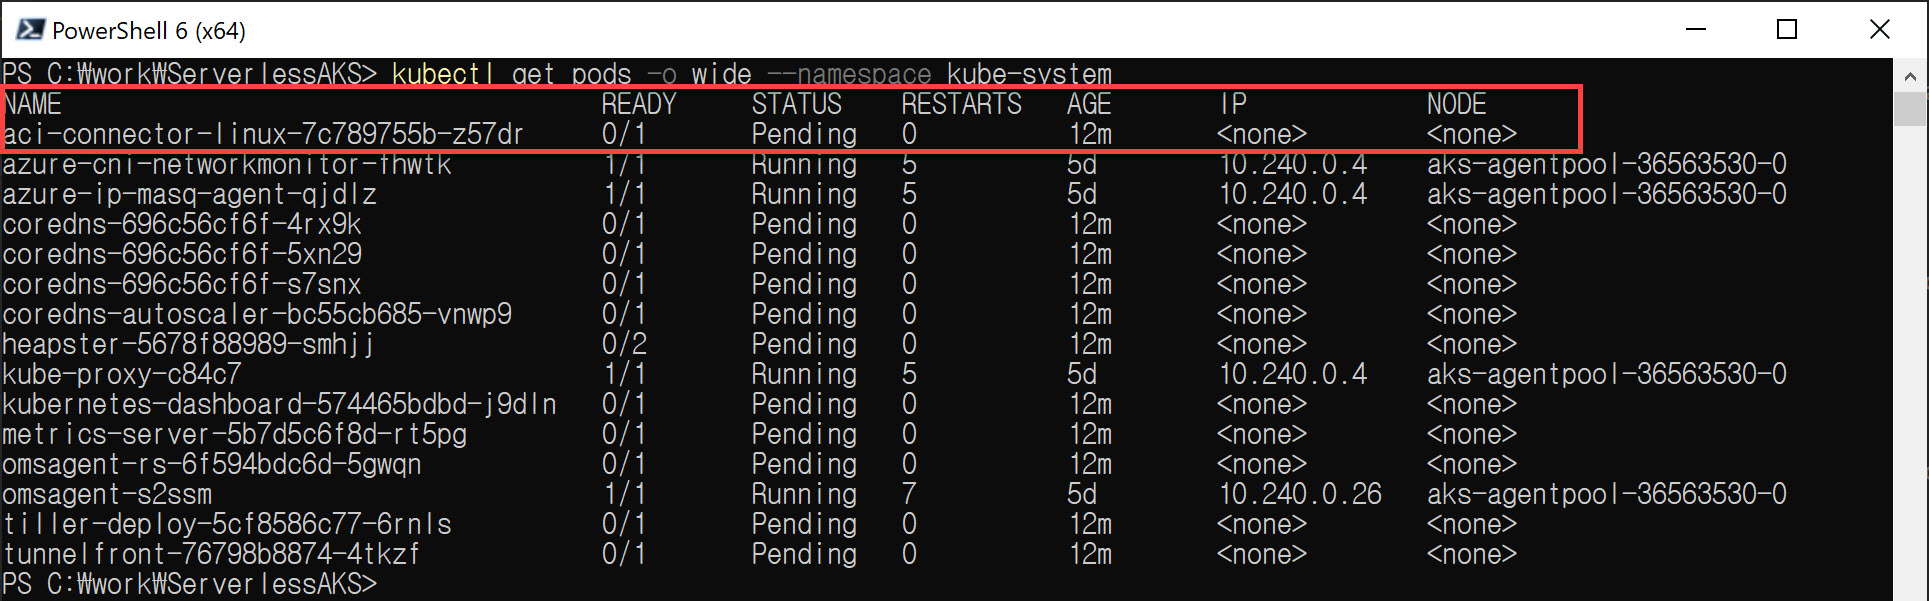 PowerShell 6 (x64)
PS C:₩work₩ServerlessAKS> kubectl get pods -o wide --namespace kube-system
NAME READY STATUS RESTARTS AGE IP NODE
aci-connector-linux-7c789755b-z57dr 0/1 Pending 0 12m <none> <none>
azure-cni-networkmonitor-fhwtk 1/1 Running 5 5d 10.240.0.4 aks-agentpool-36563530-0
azure-ip-masq-agent-qjdlz 1/1 Running 5 5d 10.240.0.4 aks-agentpool-36563530-0
coredns-696c56cf6f-4rx9k 0/1 Pending 0 12m <none> <none>
coredns-696c56cf6f-5xn29 0/1 Pending 0 12m <none> <none>
coredns-696c56cf6f-s7snx 0/1 Pending 0 12m <none> <none>
coredns-autoscaler-bc55cb685-vnwp9 0/1 Pending 0 12m <none> <none>
heapster-5678f88989-smhjj 0/2 Pending 0 12m <none> <none>
kube-proxy-c84c7 1/1 Running 5 5d 10.240.0.4 aks-agentpool-36563530-0
kubernetes-dashboard-574465bdbd-j9dln 0/1 Pending 0 12m <none> <none>
metrics-server-5b7d5c6f8d-rt5pg 0/1 Pending 0 12m <none> <none>
omsagent-rs-6f594bdc6d-5gwqn 0/1 Pending 0 12m <none> <none>
omsagent-s2ssm 1/1 Running 7 5d 10.240.0.26 aks-agentpool-36563530-0
tiller-deploy-5cf8586c77-6rnls 0/1 Pending 0 12m <none> <none>
tunnelfront-76798b8874-4tkzf 0/1 Pending 0 12m <none> <none>
PS C:₩work₩ServerlessAKS>